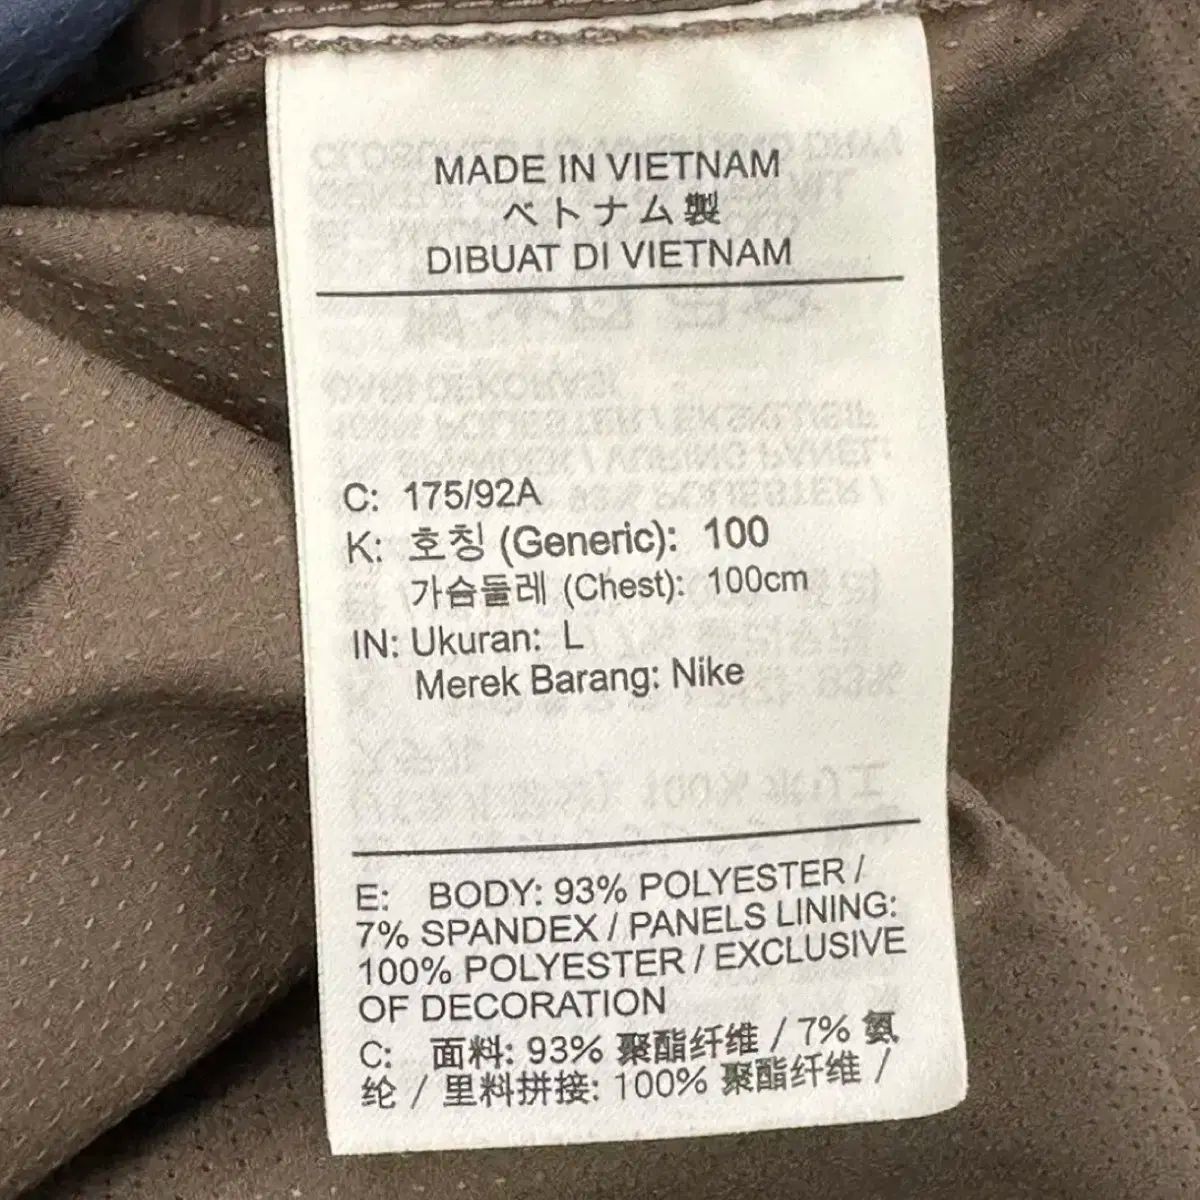 MADE IN VIETNAM
ベトナム製
DIBUAT DI VIETNAM
C: 175/92A
K: 호칭 (Generic): 100
가슴둘레 (Chest): 100cm
IN: Ukuran: L
Merek Barang: Nike
E: BODY: 93% POLYESTER /
7% SPANDEX / PANELS LINING:
100% POLYESTER / EXCLUSIVE
OF DECORATION
C: 面料: 93% 聚酯纤维 / 7% 氨
纶 / 里料拼接: 100% 聚酯纤维 /